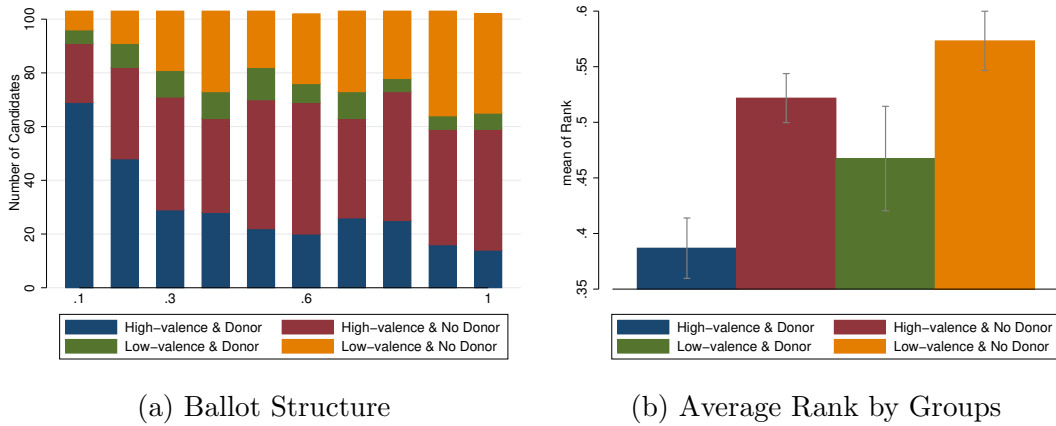 Number of Candidates
100
80
60
40
20
0
.1
.3
.6
1
High−valence & Donor
High−valence & No Donor
Low−valence & Donor
Low−valence & No Donor
(a) Ballot Structure
mean of Rank
.6
.55
.5
.45
.4
.35
High−valence & Donor
High−valence & No Donor
Low−valence & Donor
Low−valence & No Donor
(b) Average Rank by Groups